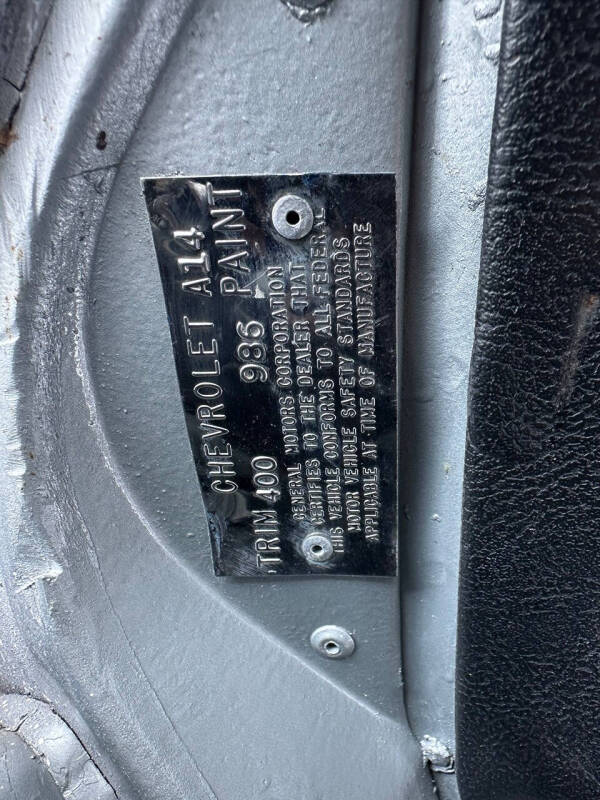 CHEVROLET A14
TRIM 400 986 PAINT
GENERAL MOTORS CORPORATION
CERTIFIES TO THE DEALER THAT
THIS VEHICLE CONFORMS TO ALL FEDERAL
MOTOR VEHICLE SAFETY STANDARDS
APPLICABLE AT TIME OF MANUFACTURE